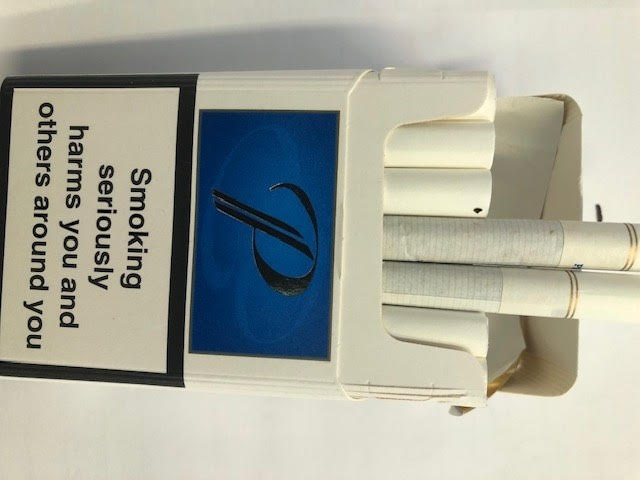 Smoking
seriously
harms you and
others around you